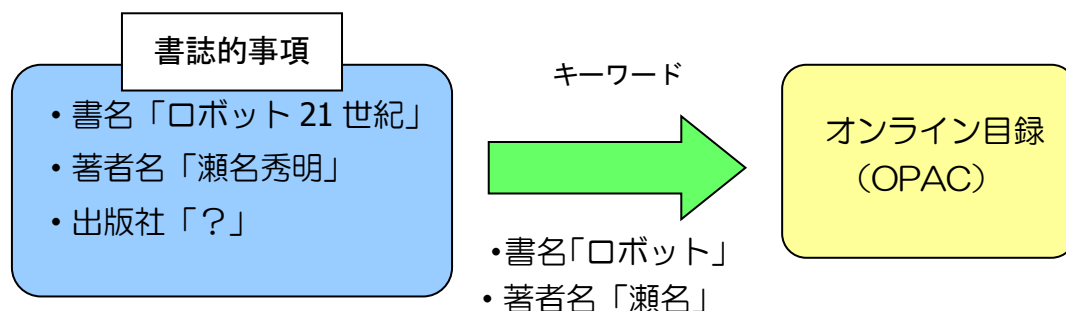 書誌的事項
・書名「ロボット 21 世紀」
・著者名「瀬名秀明」
・出版社「？」
キーワード
・書名「ロボット」
・著者名「瀬名」
オンライン目録
（OPAC）